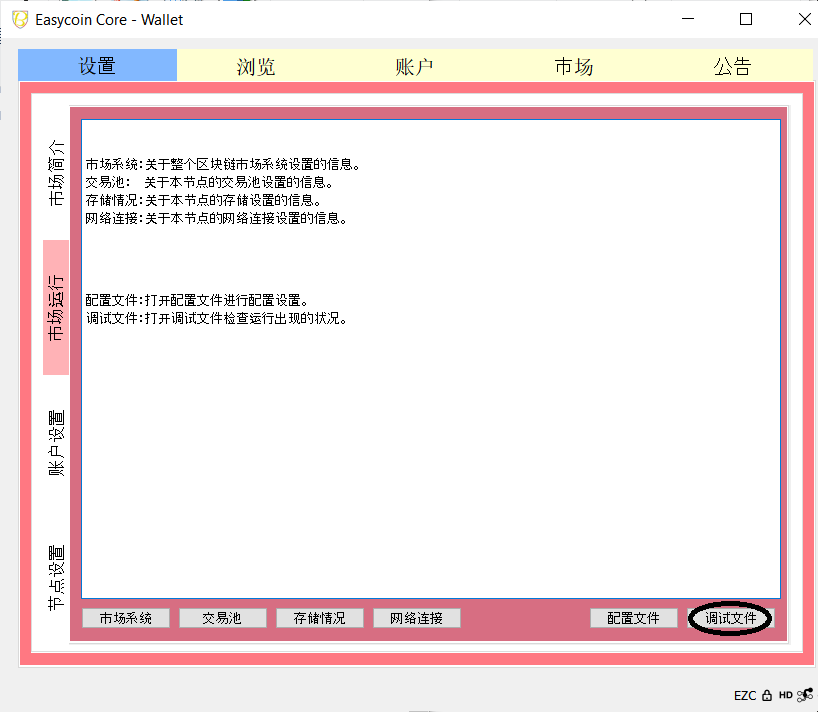 Easycoin Core - Wallet
设置 浏览 账户 市场 公告
市场简介
市场运行
账户设置
节点设置
市场系统:关于整个区块链市场系统设置的信息。
交易池: 关于本节点的交易池设置的信息。
存储情况:关于本节点的存储设置的信息。
网络连接:关于本节点的网络连接设置的信息。
配置文件:打开配置文件进行配置设置。
调试文件:打开调试文件检查运行出现的状况。
市场系统 交易池 存储情况 网络连接 配置文件 调试文件
EZC HD